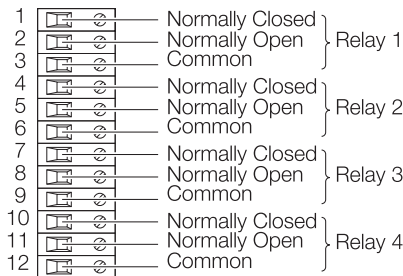 1 Normally Closed
2 Normally Open Relay 1
3 Common
4 Normally Closed
5 Normally Open Relay 2
6 Common
7 Normally Closed
8 Normally Open Relay 3
9 Common
10 Normally Closed
11 Normally Open Relay 4
12 Common